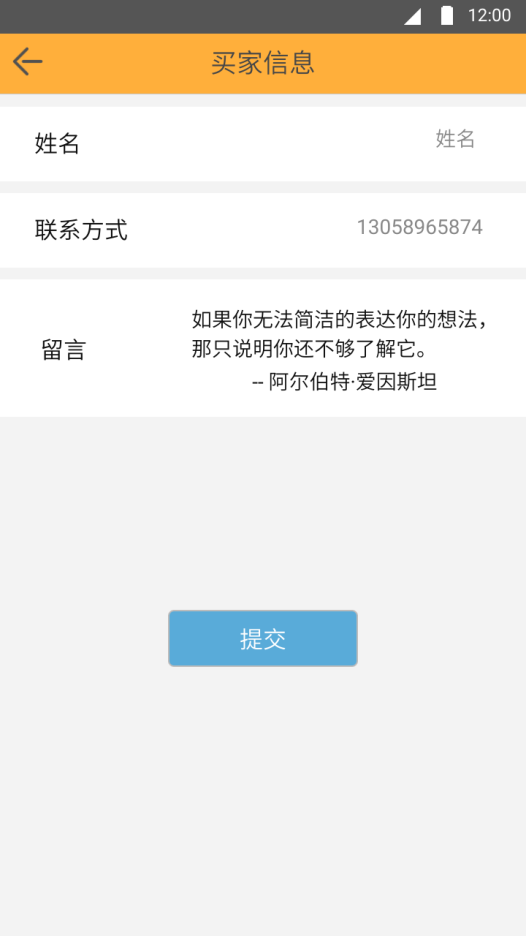 12:00
买家信息
姓名
姓名
联系方式
13058965874
留言
如果你无法简洁的表达你的想法，
那只说明你还不够了解它。
-- 阿尔伯特·爱因斯坦
提交